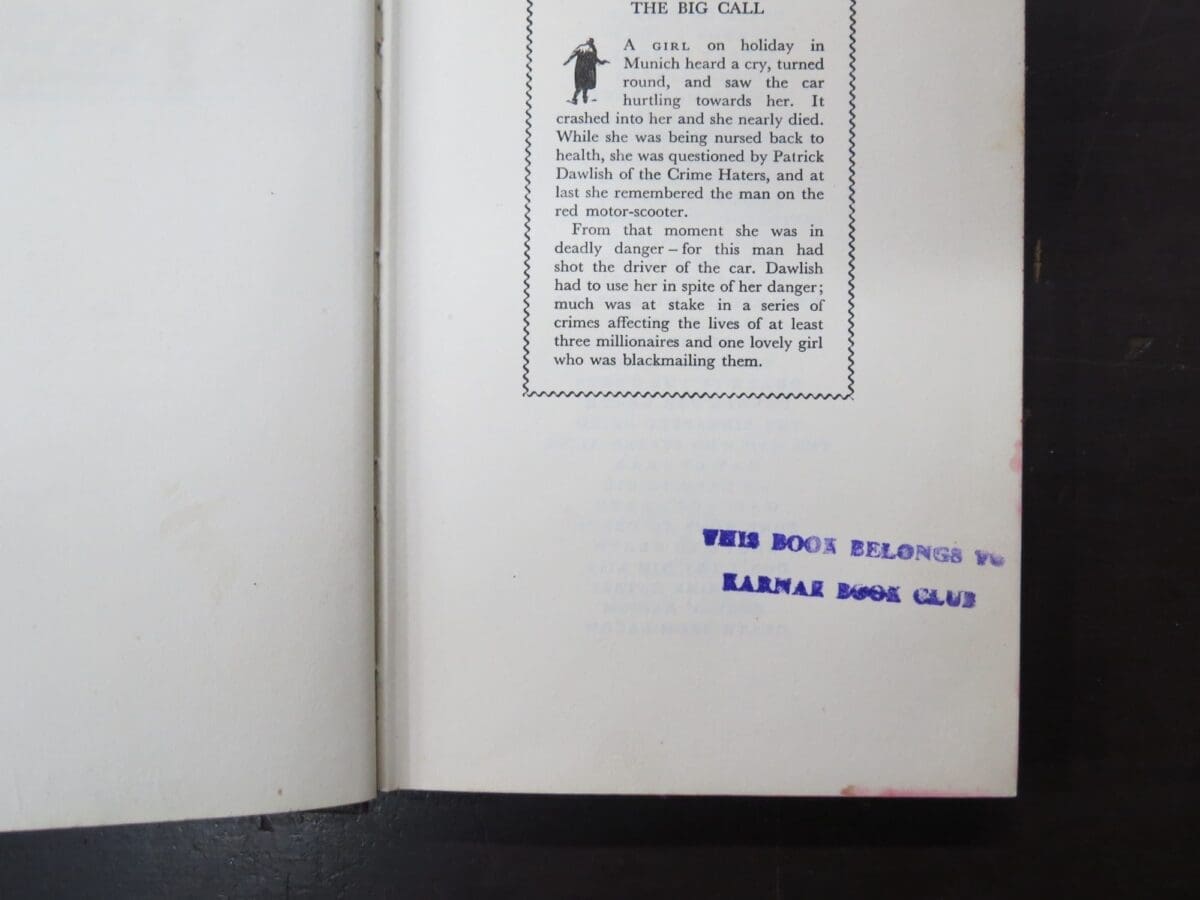 THE BIG CALL
A GIRL on holiday in
Munich heard a cry, turned
round, and saw the car
hurtling towards her. It
crashed into her and she nearly died.
While she was being nursed back to
health, she was questioned by Patrick
Dawlish of the Crime Haters, and at
last she remembered the man on the
red motor-scooter.
From that moment she was in
deadly danger – for this man had
shot the driver of the car. Dawlish
had to use her in spite of her danger;
much was at stake in a series of
crimes affecting the lives of at least
three millionaires and one lovely girl
who was blackmailing them.
THIS BOOK BELONGS TO
KARNAK BOOK CLUB